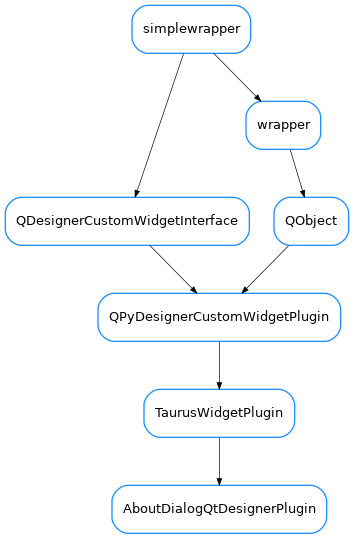 simplewrapper
wrapper
QDesignerCustomWidgetInterface
QObject
QPyDesignerCustomWidgetPlugin
TaurusWidgetPlugin
AboutDialogQtDesignerPlugin